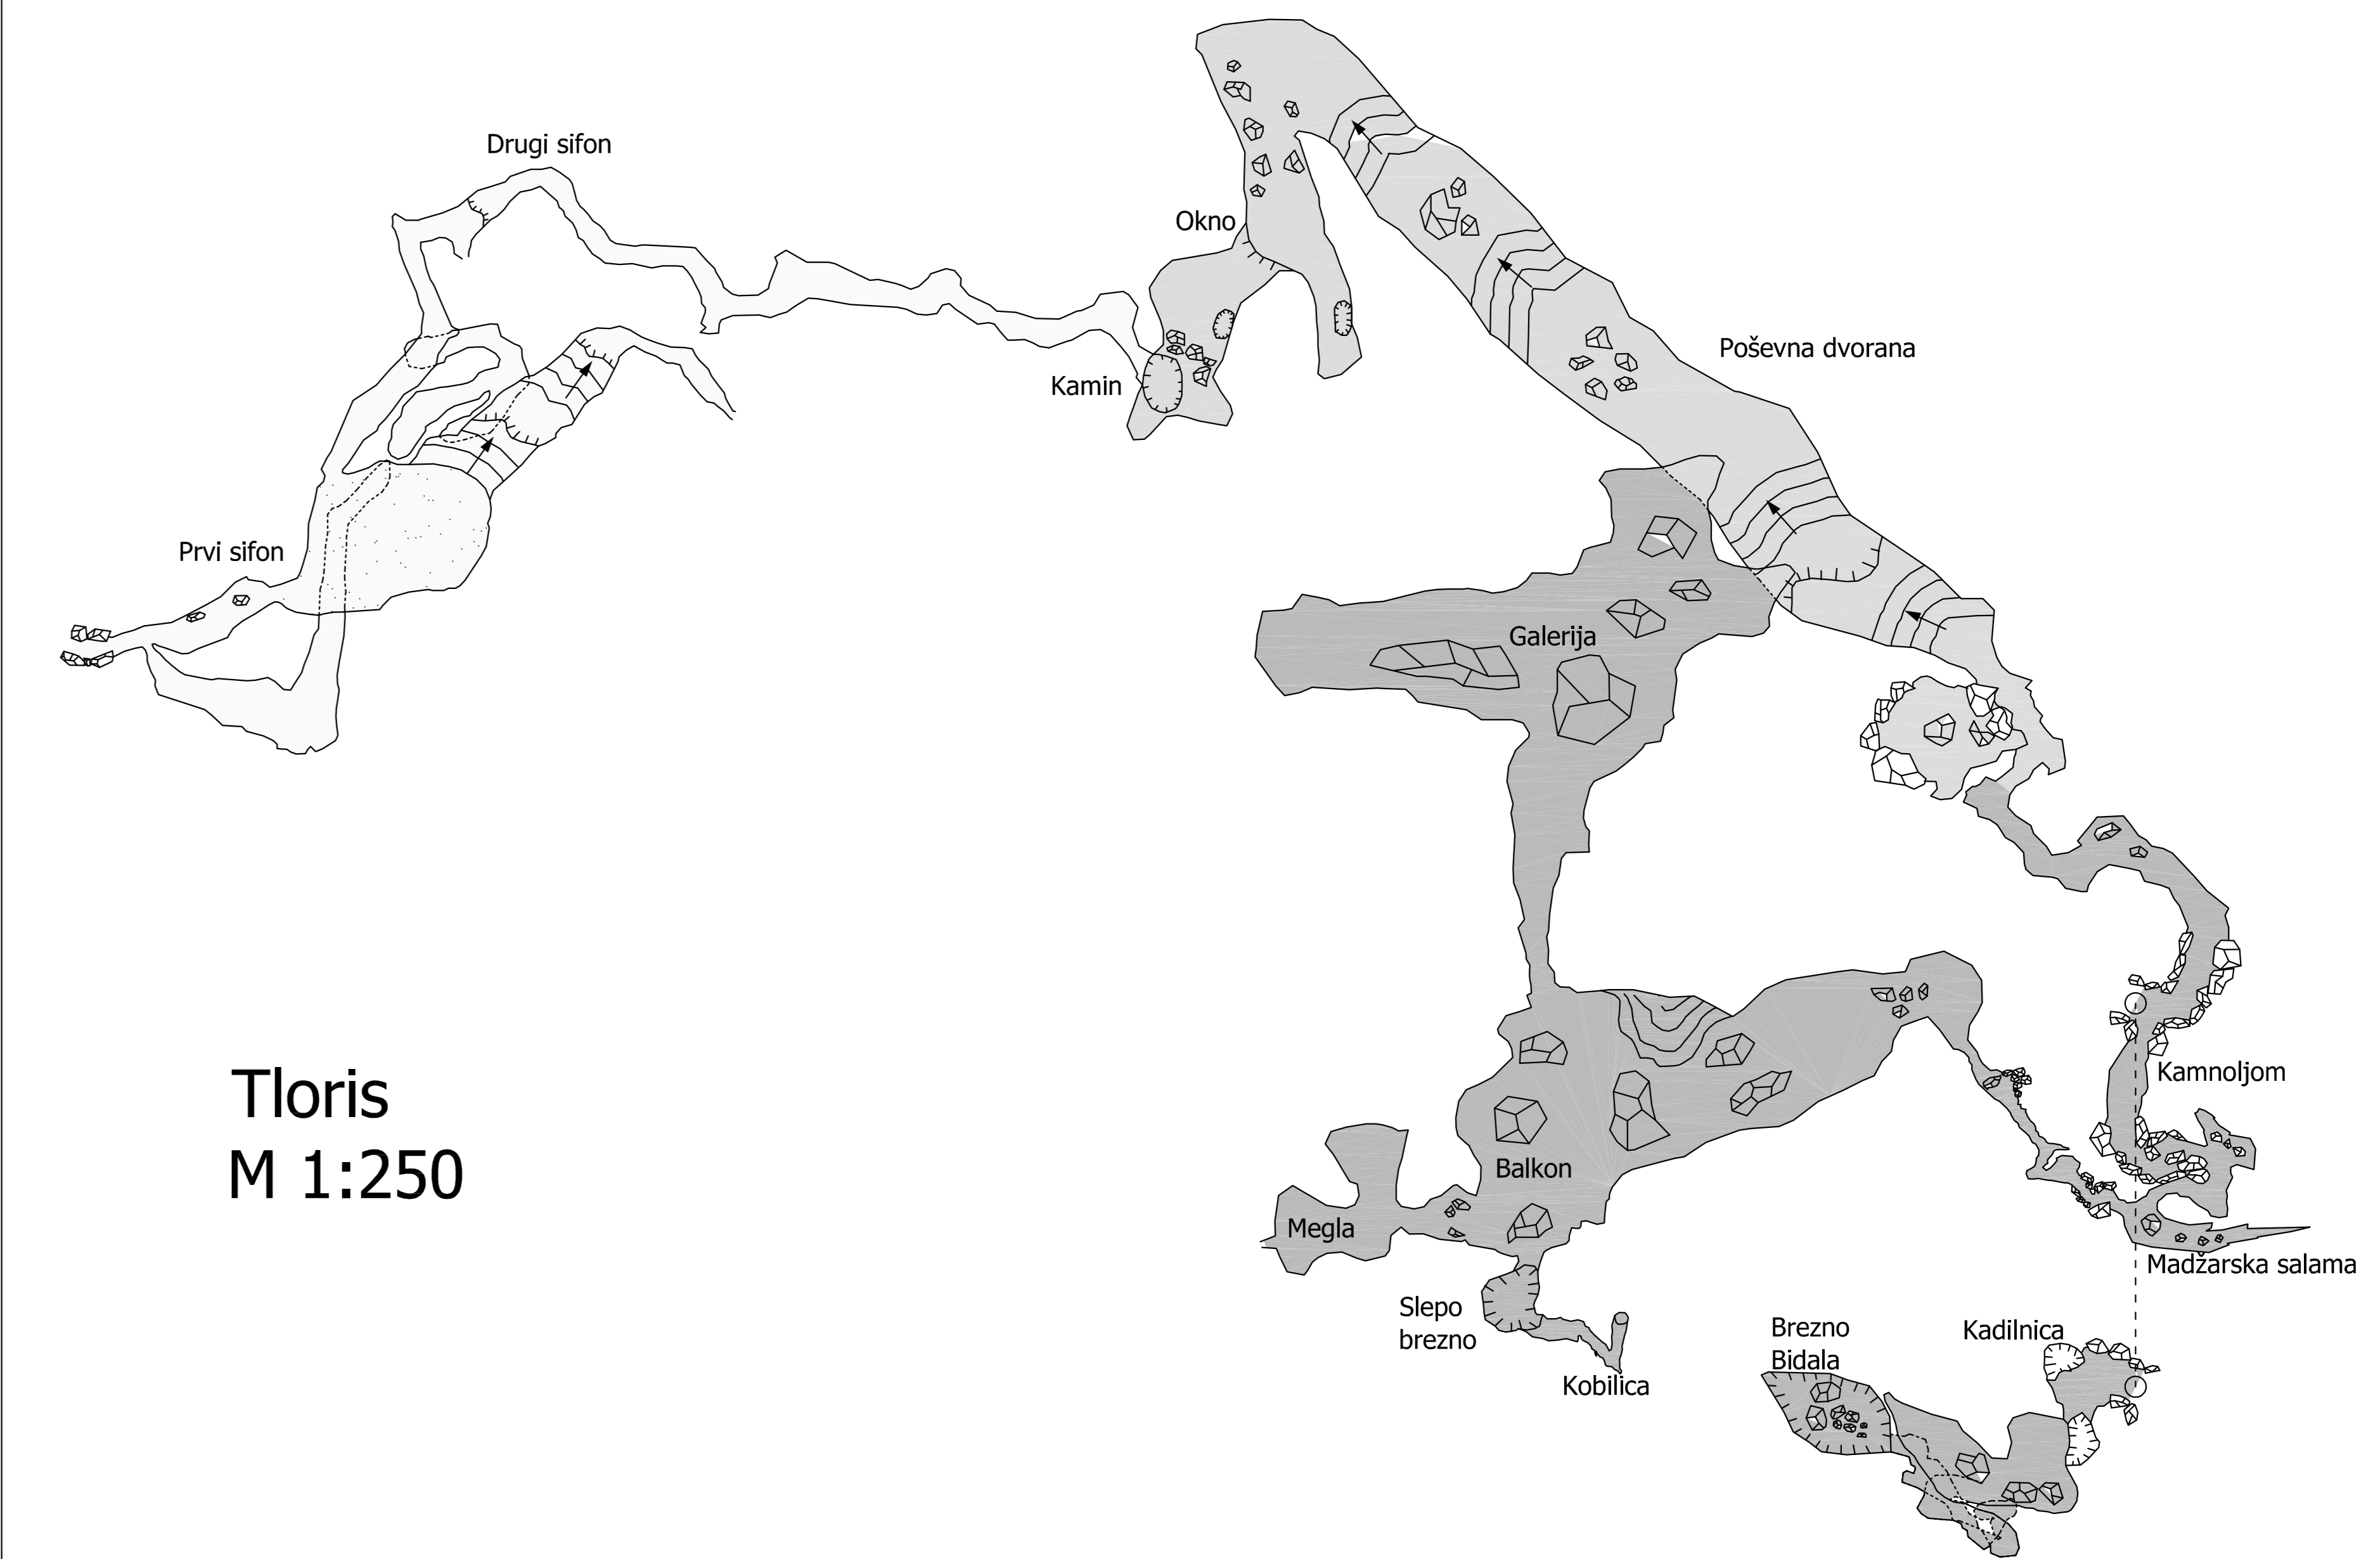 Drugi sifon
Okno
Poševna dvorana
Kamin
Prvi sifon
Galerija
Tloris
M 1:250
Kamnoljom
Balkon
Megla
Madžarska salama
Slepo
brezno
Brezno
Bidala
Kadilnica
Kobilica